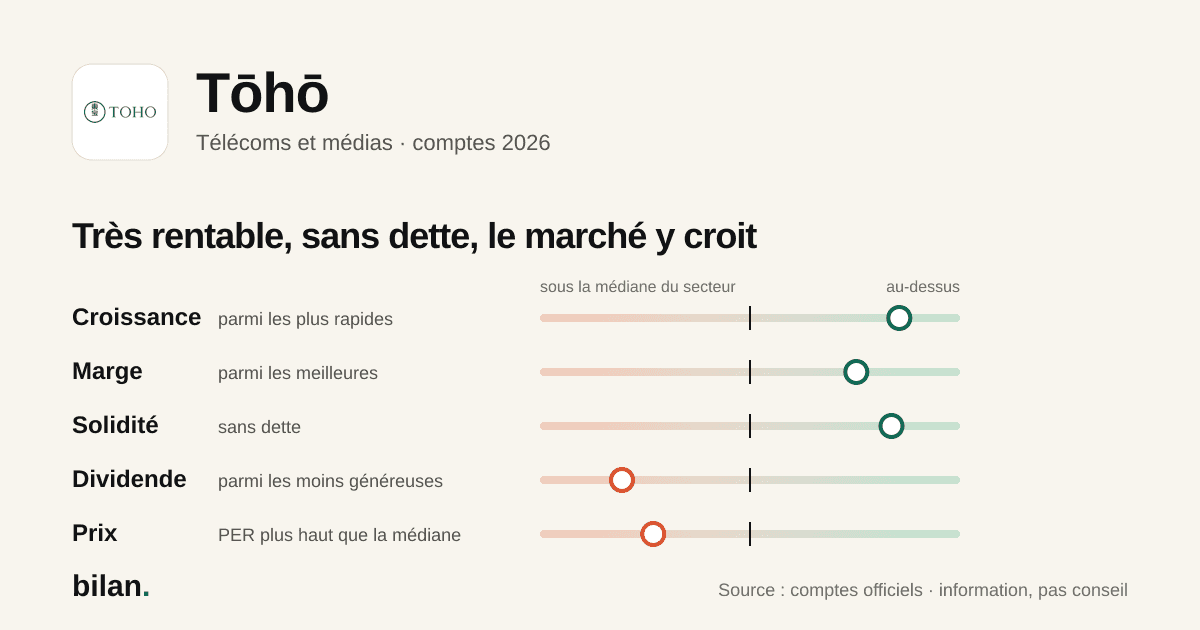 TOHO
Tōhō
Télécoms et médias · comptes 2026
Très rentable, sans dette, le marché y croit
sous la médiane du secteur au-dessus
Croissance parmi les plus rapides
Marge parmi les meilleures
Solidité sans dette
Dividende parmi les moins généreuses
Prix PER plus haut que la médiane
bilan.
Source : comptes officiels · information, pas conseil